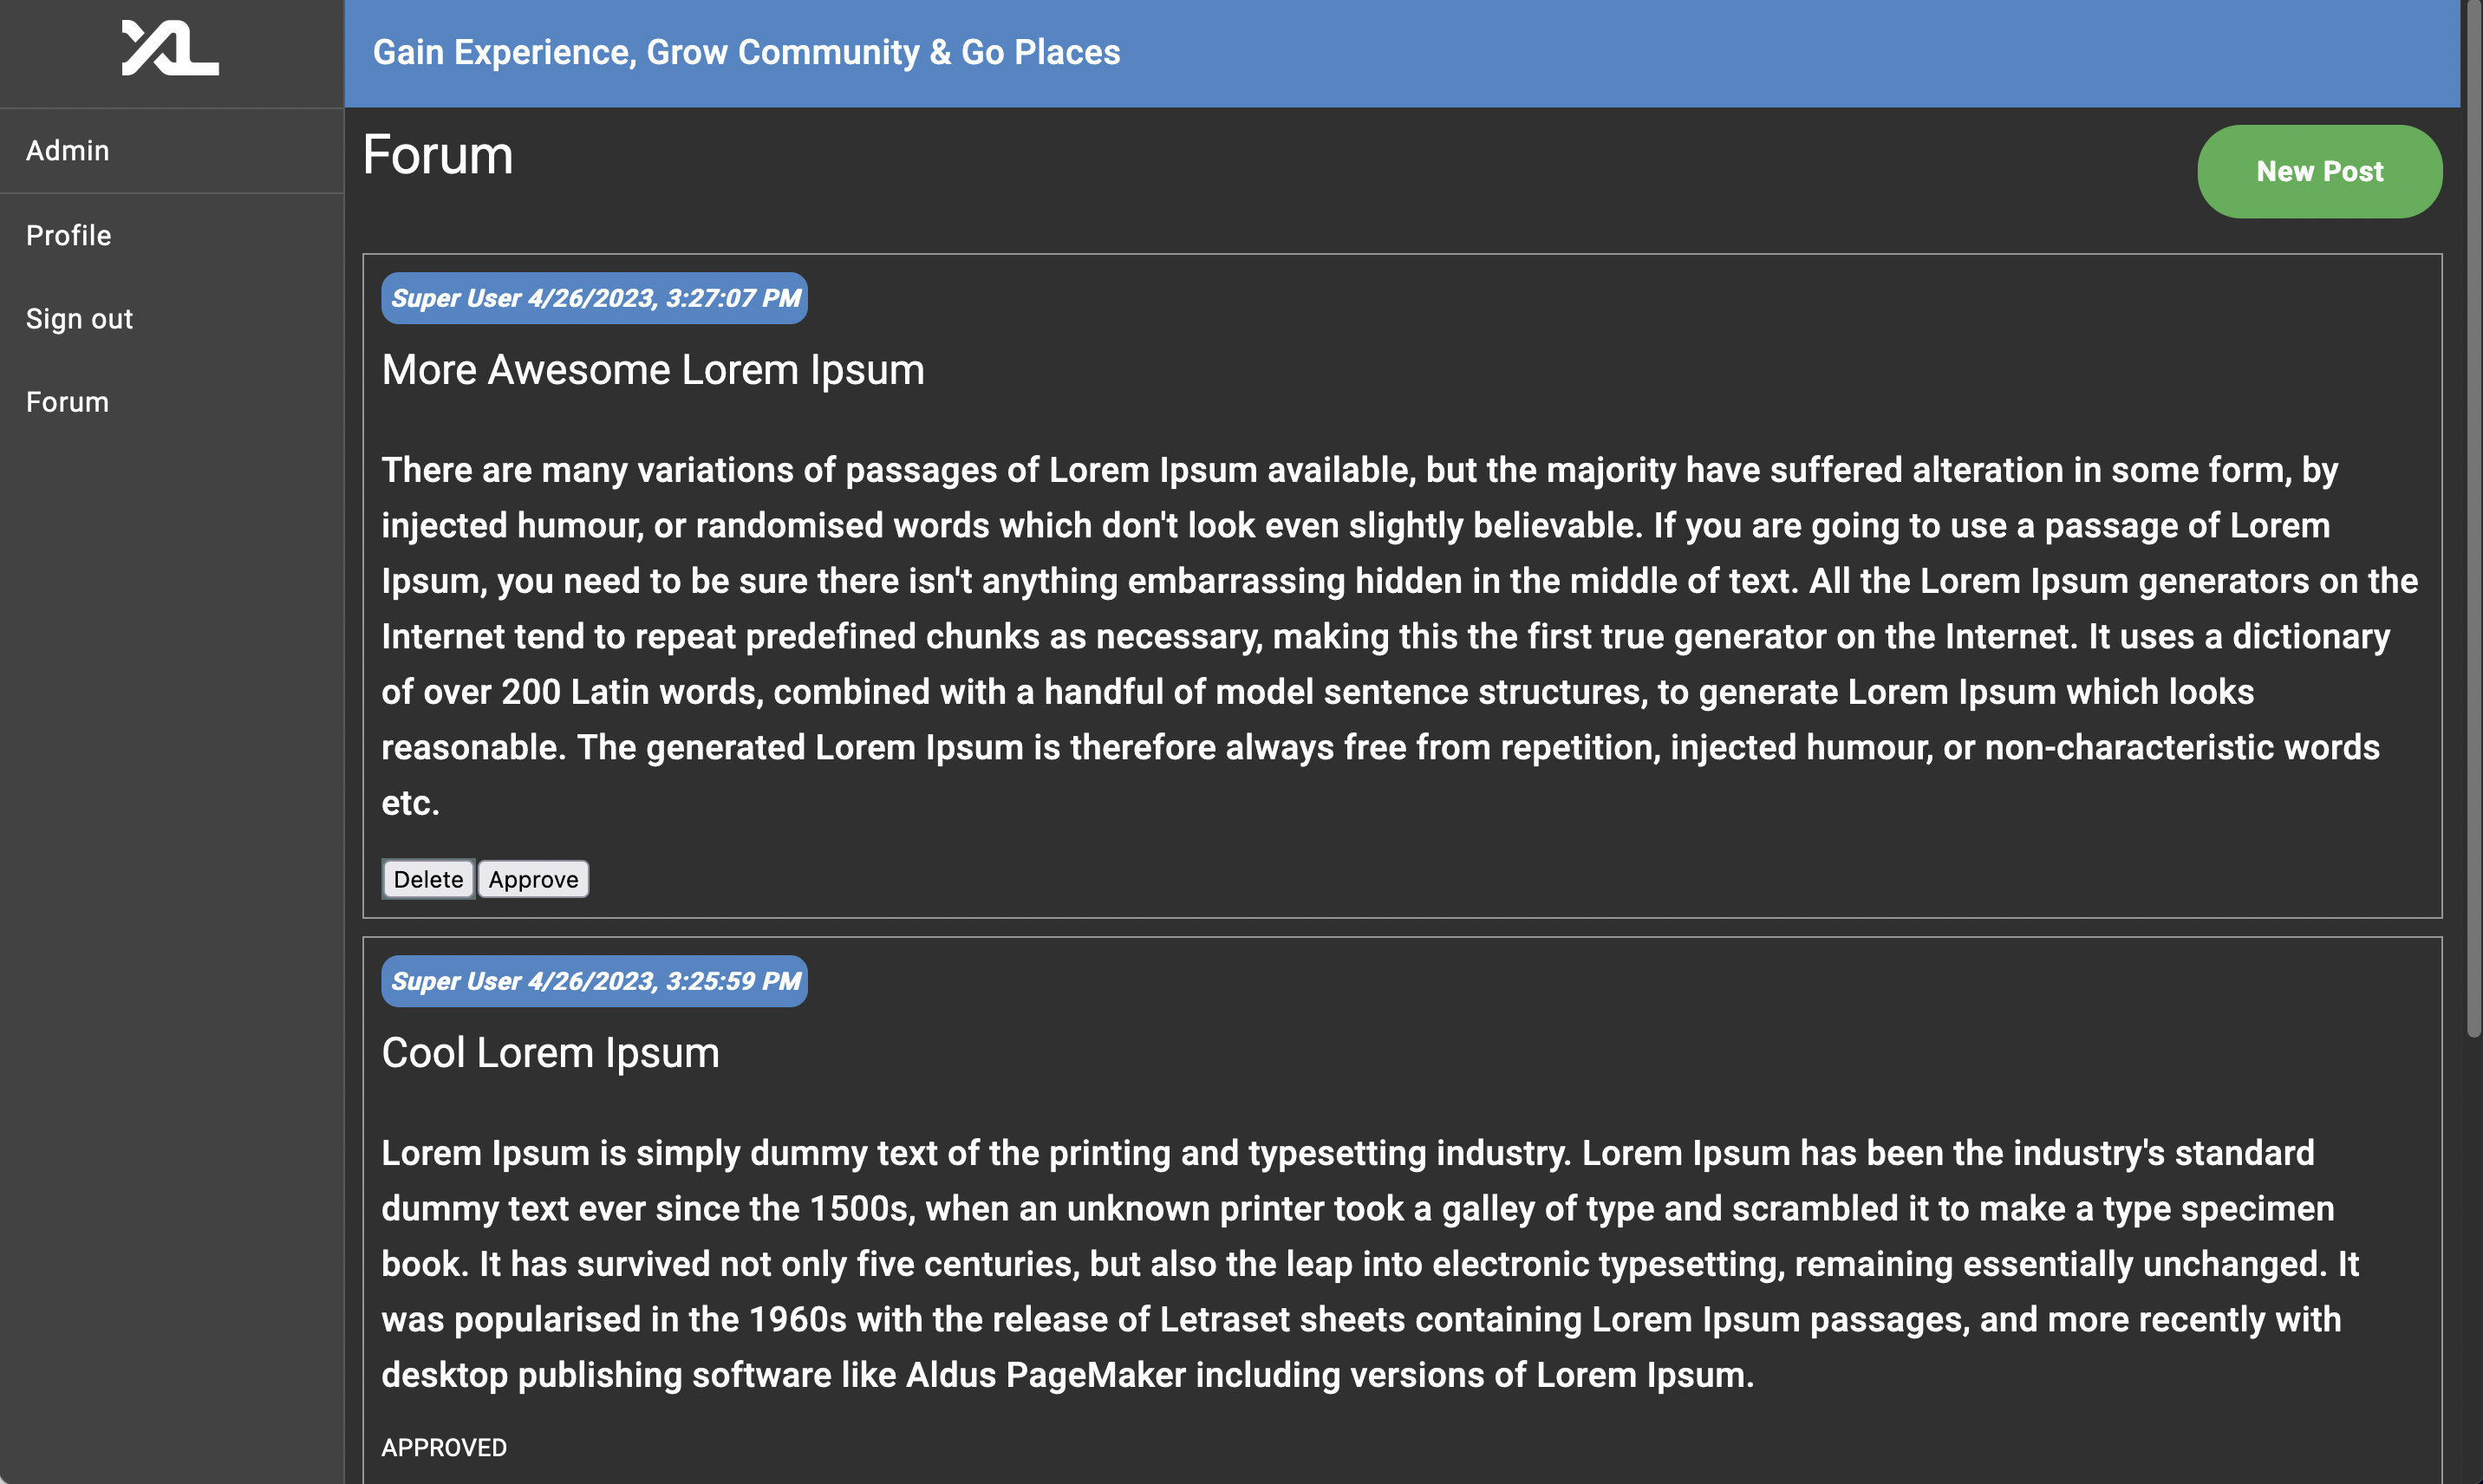 XL
Gain Experience, Grow Community & Go Places
Admin
Profile
Sign out
Forum
Forum
New Post
Super User 4/26/2023, 3:27:07 PM
More Awesome Lorem Ipsum
There are many variations of passages of Lorem Ipsum available, but the majority have suffered alteration in some form, by
injected humour, or randomised words which don't look even slightly believable. If you are going to use a passage of Lorem
Ipsum, you need to be sure there isn't anything embarrassing hidden in the middle of text. All the Lorem Ipsum generators on the
Internet tend to repeat predefined chunks as necessary, making this the first true generator on the Internet. It uses a dictionary
of over 200 Latin words, combined with a handful of model sentence structures, to generate Lorem Ipsum which looks
reasonable. The generated Lorem Ipsum is therefore always free from repetition, injected humour, or non-characteristic words
etc.
Delete Approve
Super User 4/26/2023, 3:25:59 PM
Cool Lorem Ipsum
Lorem Ipsum is simply dummy text of the printing and typesetting industry. Lorem Ipsum has been the industry's standard
dummy text ever since the 1500s, when an unknown printer took a galley of type and scrambled it to make a type specimen
book. It has survived not only five centuries, but also the leap into electronic typesetting, remaining essentially unchanged. It
was popularised in the 1960s with the release of Letraset sheets containing Lorem Ipsum passages, and more recently with
desktop publishing software like Aldus PageMaker including versions of Lorem Ipsum.
APPROVED